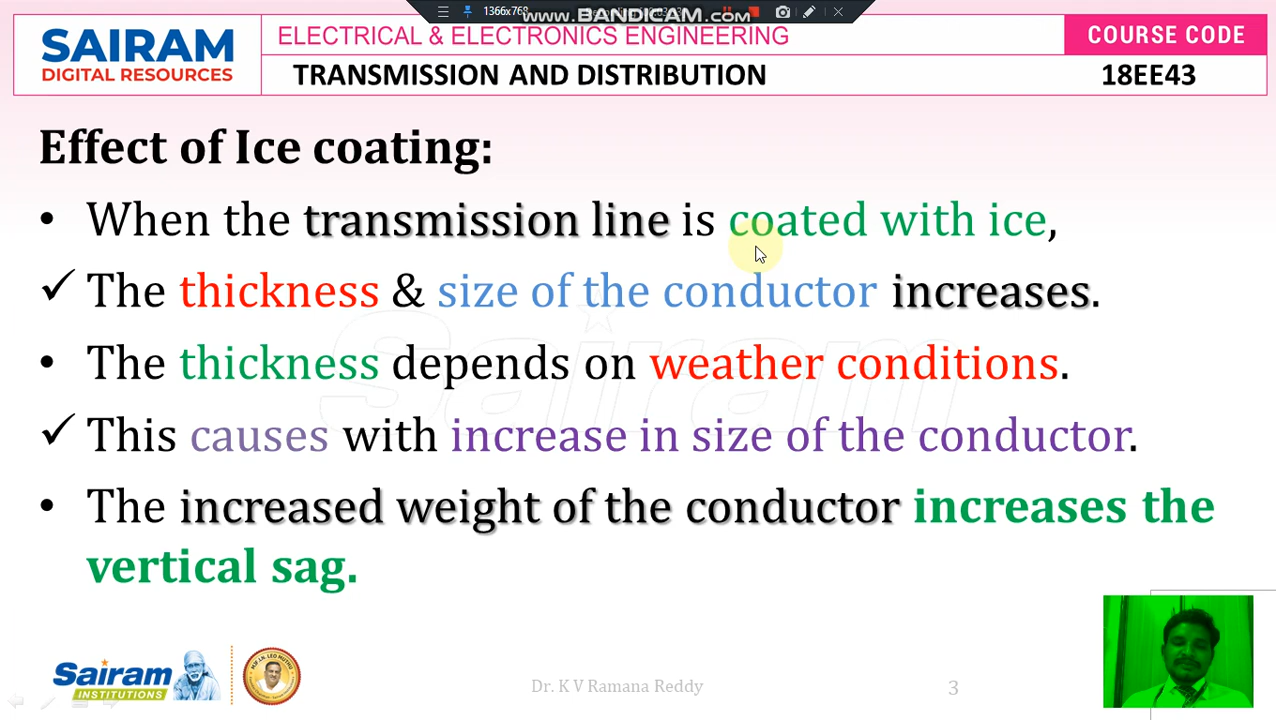 1366x768
www.BANDICAM.com
SAIRAM
DIGITAL RESOURCES
ELECTRICAL & ELECTRONICS ENGINEERING
COURSE CODE
TRANSMISSION AND DISTRIBUTION
18EE43
Effect of Ice coating:
• When the transmission line is coated with ice,
✓ The thickness & size of the conductor increases.
• The thickness depends on weather conditions.
✓ This causes with increase in size of the conductor.
• The increased weight of the conductor increases the
vertical sag.
Sairam
Sairam
INSTITUTIONS
Dr. K V Ramana Reddy
3